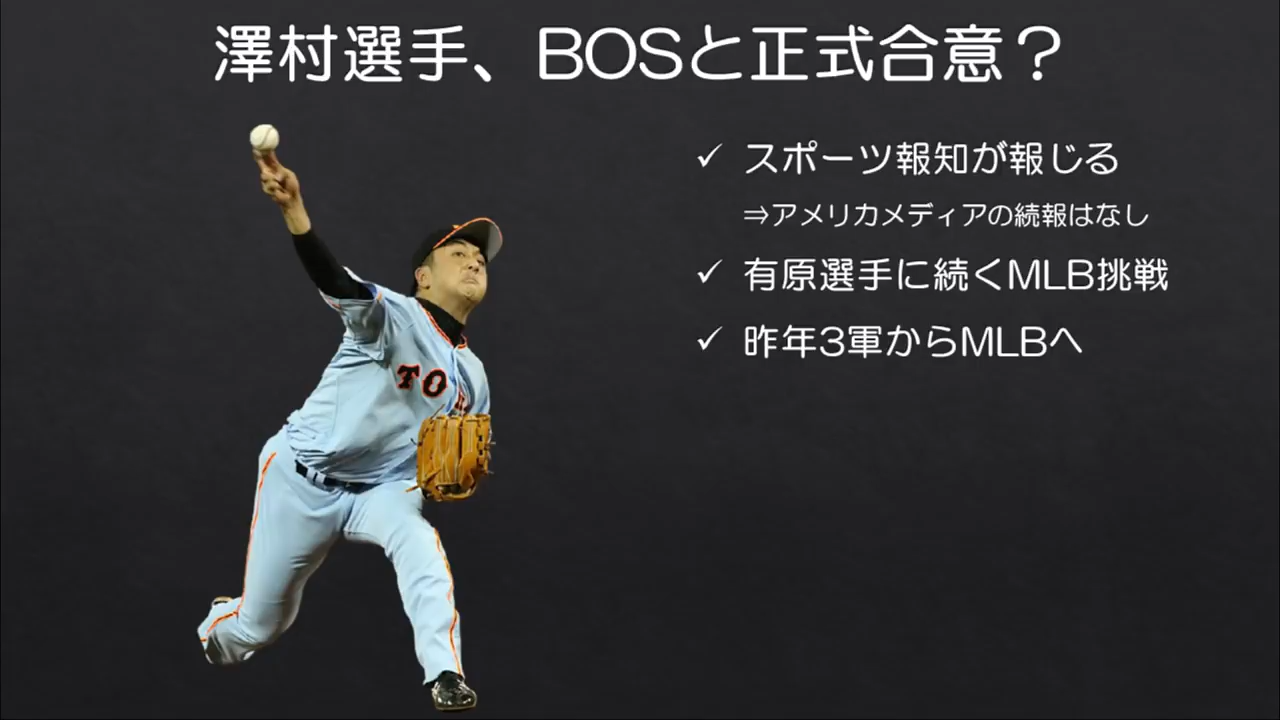 澤村選手、BOSと正式合意？
✓ スポーツ報知が報じる
⇒アメリカメディアの続報はなし
✓ 有原選手に続くMLB挑戦
✓ 昨年3軍からMLBへ
TO